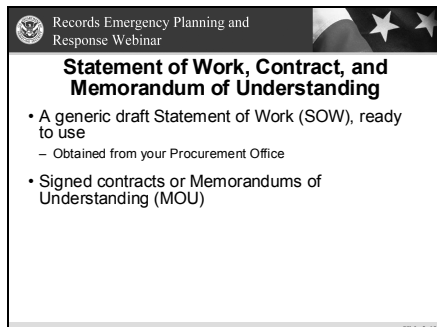 Records Emergency Planning and
Response Webinar
Statement of Work, Contract, and
Memorandum of Understanding
• A generic draft Statement of Work (SOW), ready
to use
– Obtained from your Procurement Office
• Signed contracts or Memorandums of
Understanding (MOU)